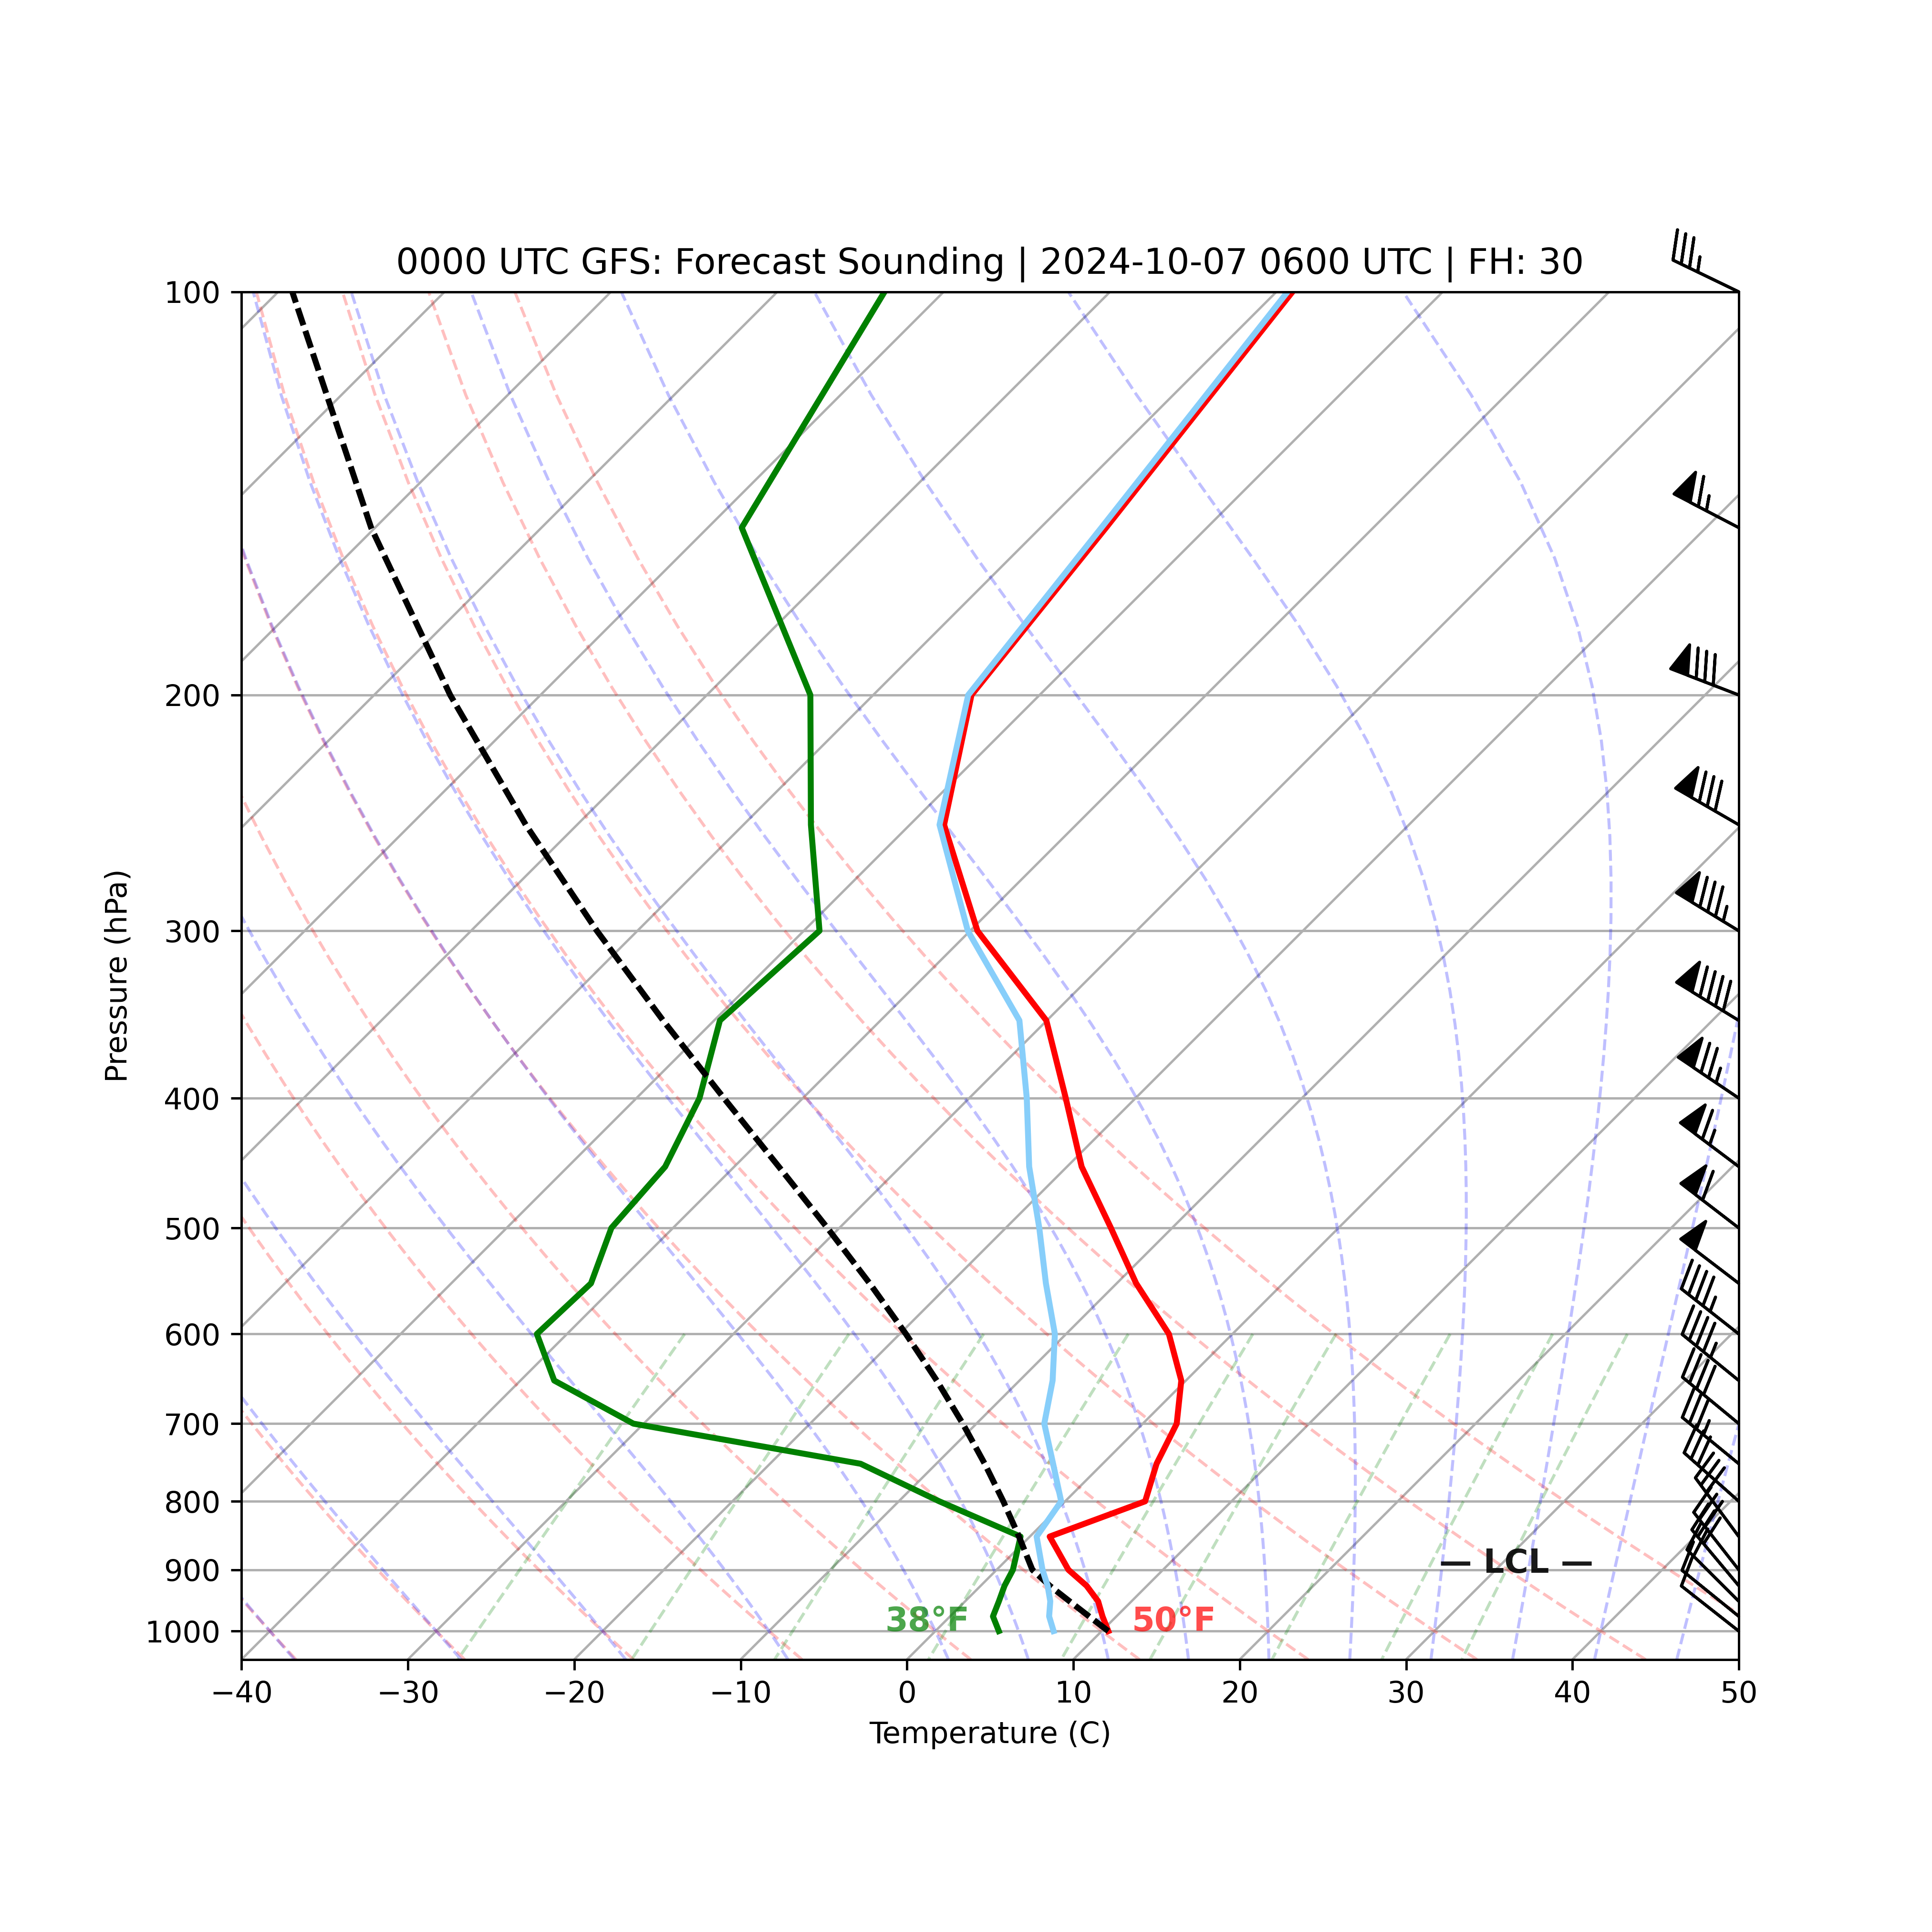 0000 UTC GFS: Forecast Sounding | 2024-10-07 0600 UTC | FH: 30
100
200
300
400
500
600
700
800
900
1000
Pressure (hPa)
— LCL —
38°F
50°F
−40 −30 −20 −10 0 10 20 30 40 50
Temperature (C)